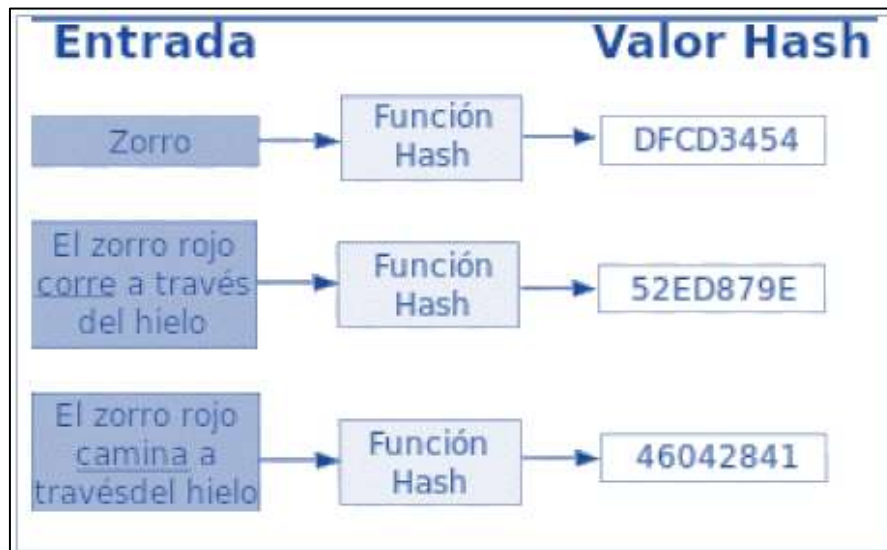 Entrada
Valor Hash
Zorro
Función
Hash
DFCD3454
El zorro rojo
corre a través
del hielo
Función
Hash
52ED879E
El zorro rojo
camina a
travésdel hielo
Función
Hash
46042841